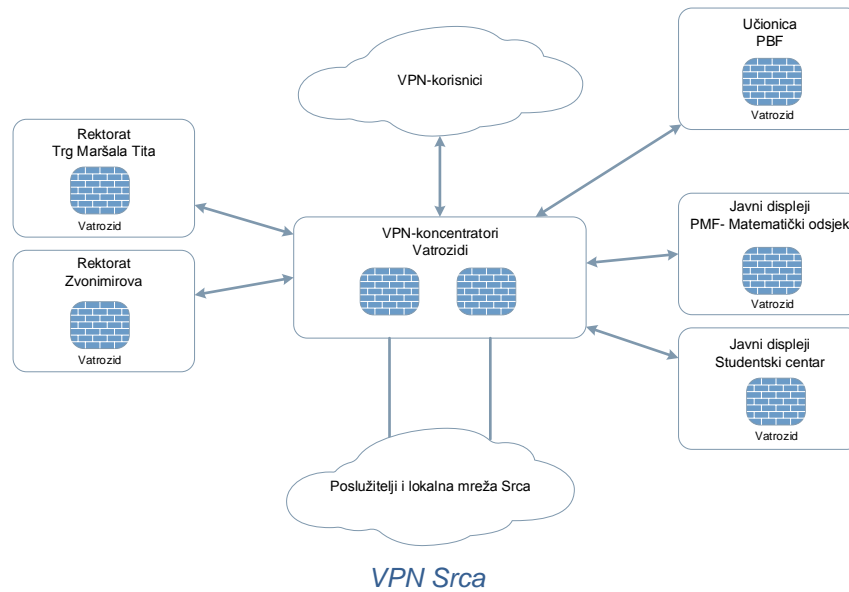 VPN-korisnici
Učionica
PBF
Vatrozid
Rektorat
Trg Maršala Tita
Vatrozid
Javni displeji
PMF- Matematički odsjek
Vatrozid
VPN-koncentratori
Vatrozidi
Rektorat
Zvonimirova
Vatrozid
Javni displeji
Studentski centar
Vatrozid
Poslužitelji i lokalna mreža Srca
VPN Srca